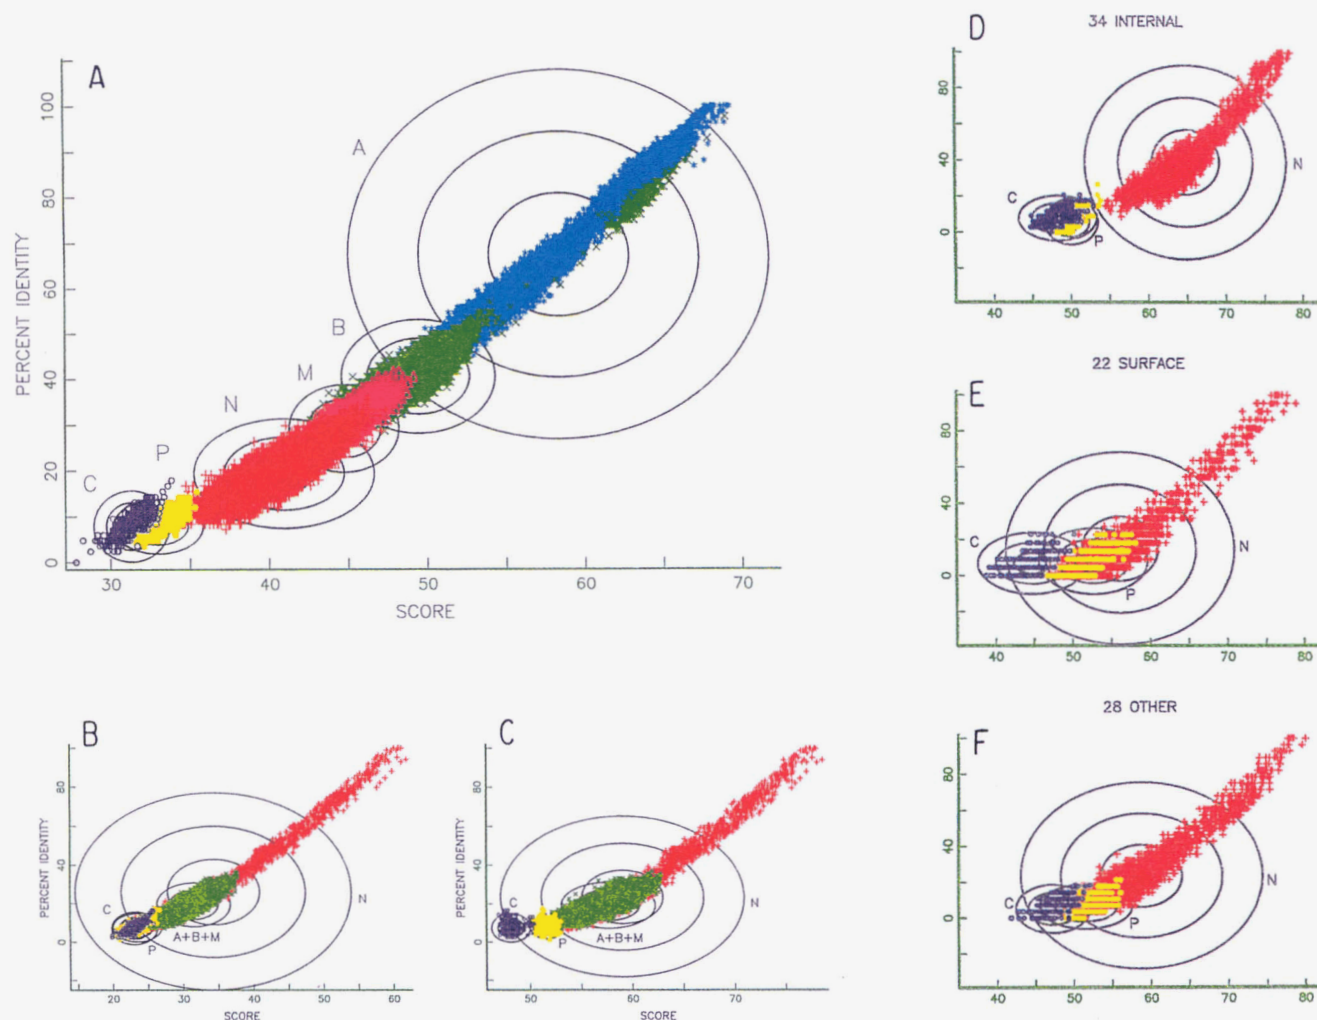 A
PERCENT IDENTITY
100
80
60
40
20
0
A
B
M
N
P
C
30 40 50 60 70
SCORE
D
34 INTERNAL
80
40
0
C
P
N
40 50 60 70
E
22 SURFACE
80
40
0
C
P
N
40 50 60 70 80
B
PERCENT IDENTITY
80
40
0
C
P
A+B+M
N
20 30 40 50 60
SCORE
C
PERCENT IDENTITY
80
40
0
C
P
A+B+M
N
50 60 70
SCORE
F
28 OTHER
80
40
0
C
P
N
40 50 60 70 80